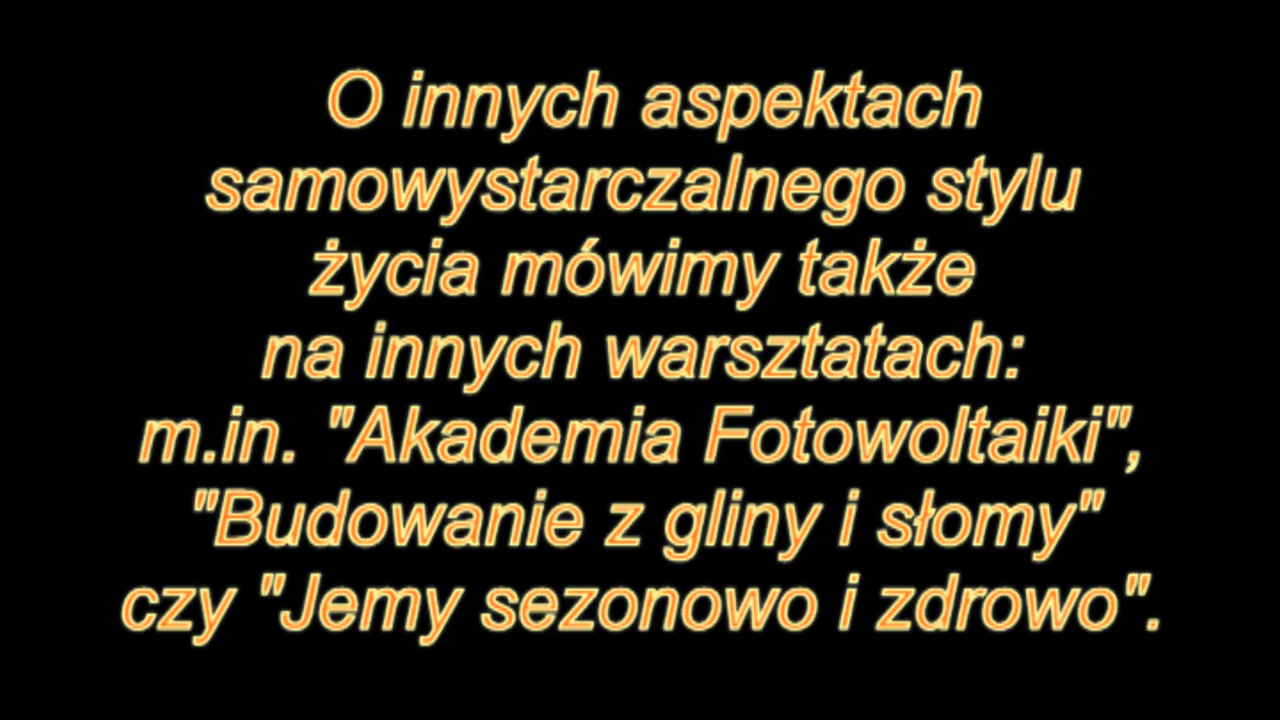 O innych aspektach
samowystarczalnego stylu
życia mówimy także
na innych warsztatach:
m.in. "Akademia Fotowoltaiki",
"Budowanie z gliny i słomy"
czy "Jemy sezonowo i zdrowo".